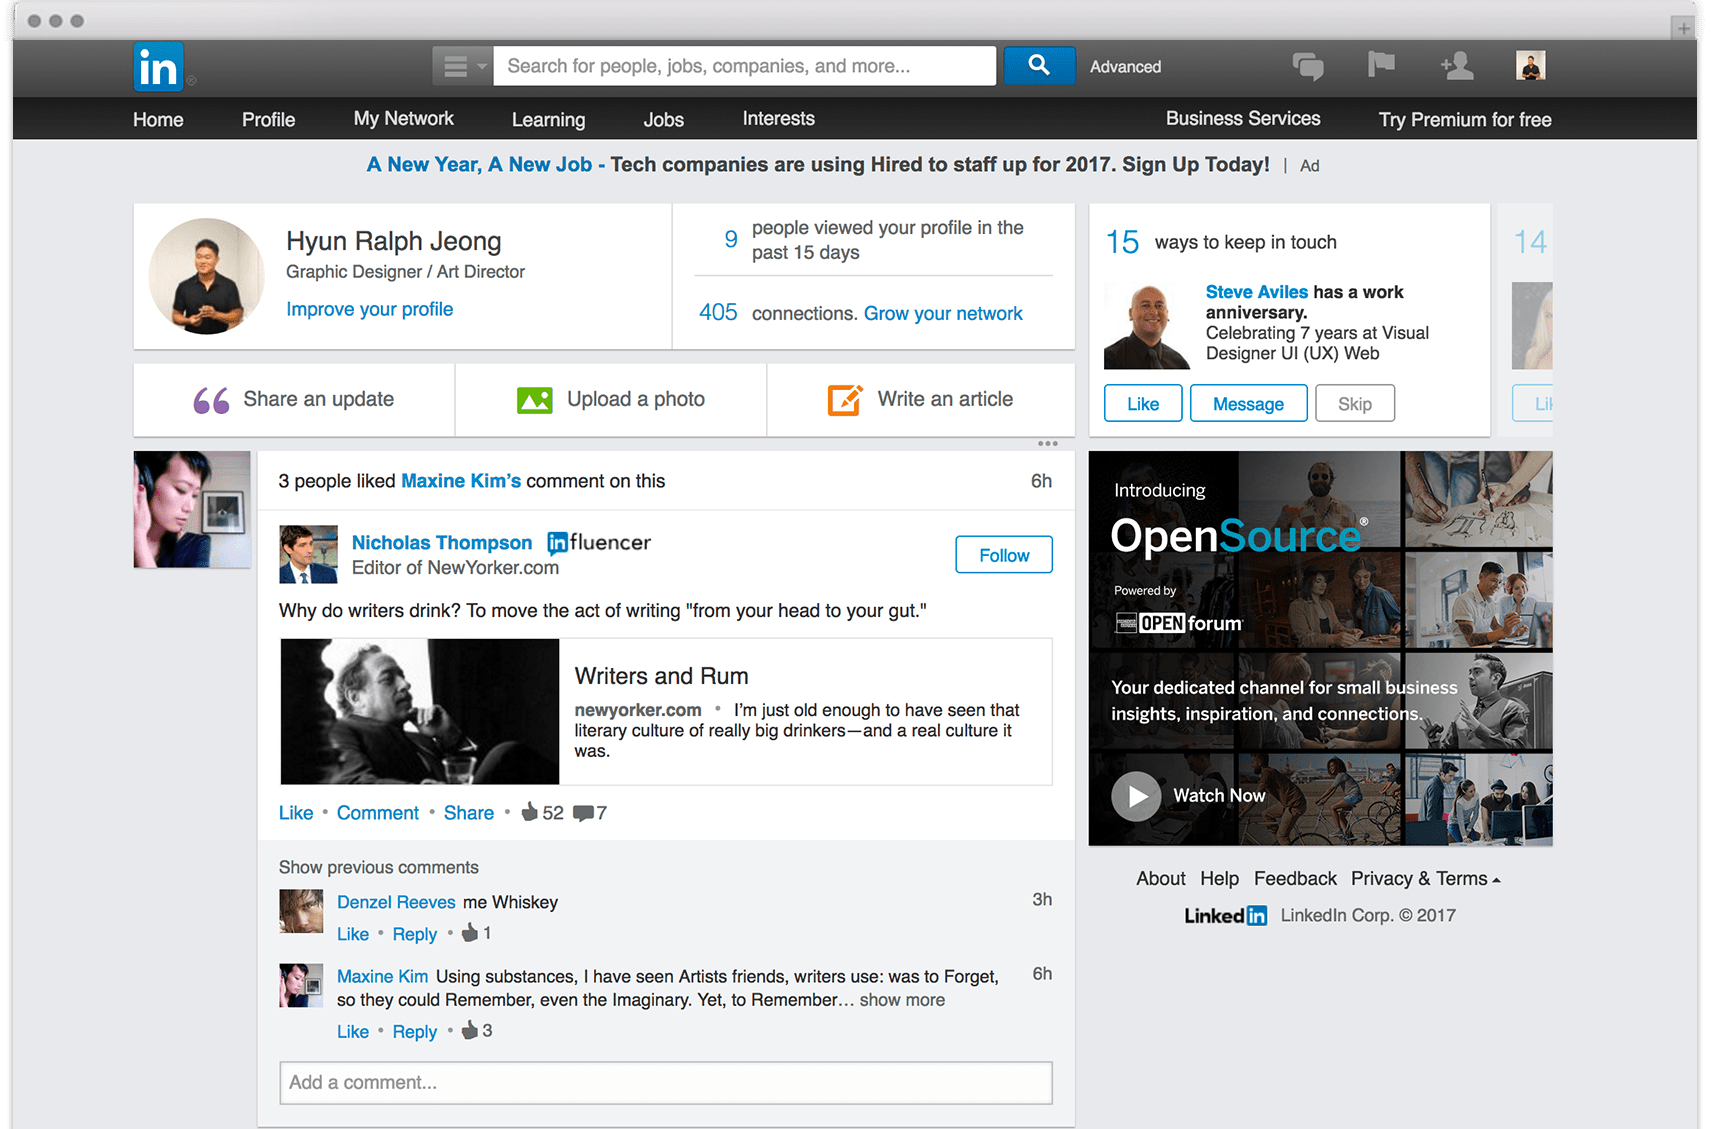 in
Search for people, jobs, companies, and more...
Advanced
Home Profile My Network Learning Jobs Interests Business Services Try Premium for free
A New Year, A New Job - Tech companies are using Hired to staff up for 2017. Sign Up Today! | Ad
Hyun Ralph Jeong
Graphic Designer / Art Director
Improve your profile
9 people viewed your profile in the
past 15 days
405 connections. Grow your network
15 ways to keep in touch
Steve Aviles has a work
anniversary.
Celebrating 7 years at Visual
Designer UI (UX) Web
Like Message Skip
14
Share an update
Upload a photo
Write an article
3 people liked Maxine Kim's comment on this 6h
Nicholas Thompson influencer
Editor of NewYorker.com
Follow
Why do writers drink? To move the act of writing "from your head to your gut."
Writers and Rum
newyorker.com • I'm just old enough to have seen that
literary culture of really big drinkers—and a real culture it
was.
Like • Comment • Share • 52 7
Show previous comments
Denzel Reeves me Whiskey 3h
Like • Reply • 1
Maxine Kim Using substances, I have seen Artists friends, writers use: was to Forget, 6h
so they could Remember, even the Imaginary. Yet, to Remember… show more
Like • Reply • 3
Add a comment...
Introducing
OpenSource®
Powered by
OPEN forum
Your dedicated channel for small business
insights, inspiration, and connections.
Watch Now
About Help Feedback Privacy & Terms
Linked in LinkedIn Corp. © 2017